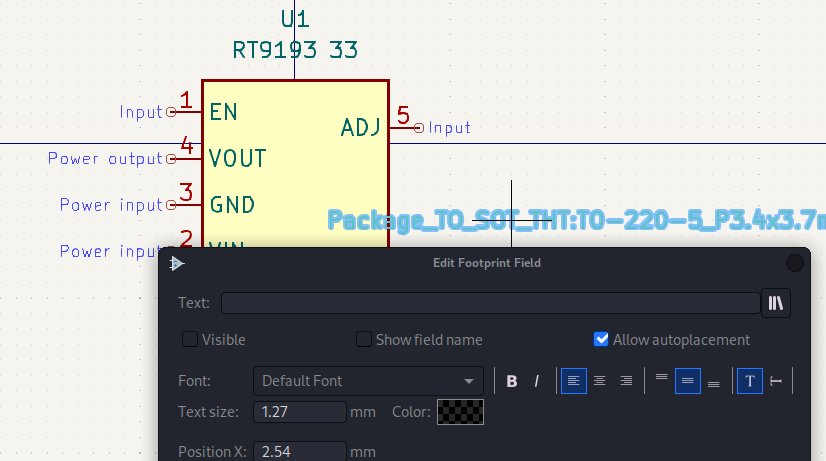 U1
RT9193 33
Input
1
EN
ADJ
5
Input
Power output
4
VOUT
Power input
3
GND
Package_TO_SOT_THT:TO-220-5_P3.4x3.7m
Power input
2
VIN
Edit Footprint Field
Text:
Visible
Show field name
Allow autoplacement
Font:
Default Font
B
I
T
T
Text size:
1.27
mm
Color:
Position X:
2.54
mm